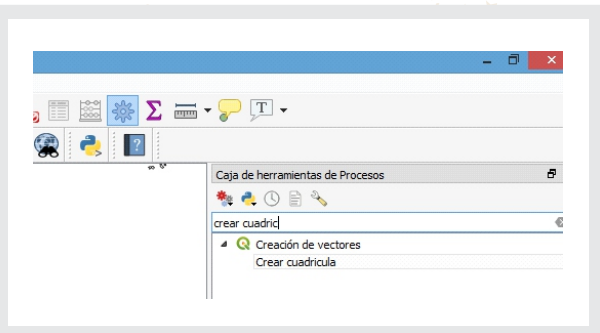 Σ
T
?
Caja de herramientas de Procesos
crear cuadric
Creación de vectores
Crear cuadricula